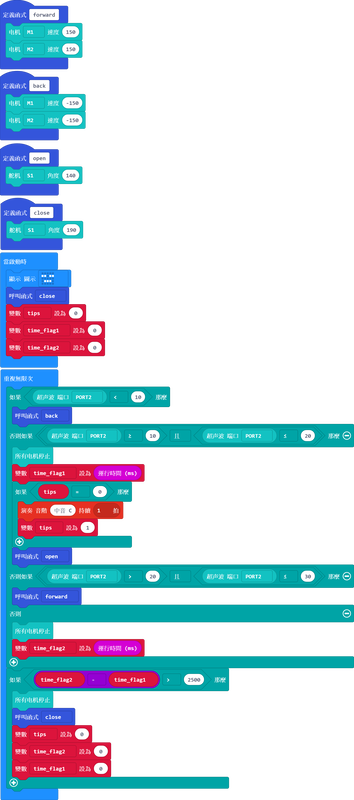 定義函式 forward
电机 M1 速度 150
电机 M2 速度 150
定義函式 back
电机 M1 速度 -150
电机 M2 速度 -150
定義函式 open
舵机 S1 角度 140
定義函式 close
舵机 S1 角度 190
當啟動時
顯示 圖示
呼叫函式 close
變數 tips 設為 0
變數 time_flag1 設為 0
變數 time_flag2 設為 0
重複無限次
如果 超声波 端口 PORT2 < 10 那麼
呼叫函式 back
否則如果 超声波 端口 PORT2 ≥ 10 且 超声波 端口 PORT2 ≤ 20 那麼
所有电机停止
變數 time_flag1 設為 運行時間 (ms)
如果 tips = 0 那麼
演奏 音階 中音 C 持續 1 拍
變數 tips 設為 1
呼叫函式 open
否則如果 超声波 端口 PORT2 > 20 且 超声波 端口 PORT2 ≤ 30 那麼
呼叫函式 forward
否則
所有电机停止
變數 time_flag2 設為 運行時間 (ms)
如果 time_flag2 - time_flag1 > 2500 那麼
所有电机停止
呼叫函式 close
變數 tips 設為 0
變數 time_flag2 設為 0
變數 time_flag1 設為 0